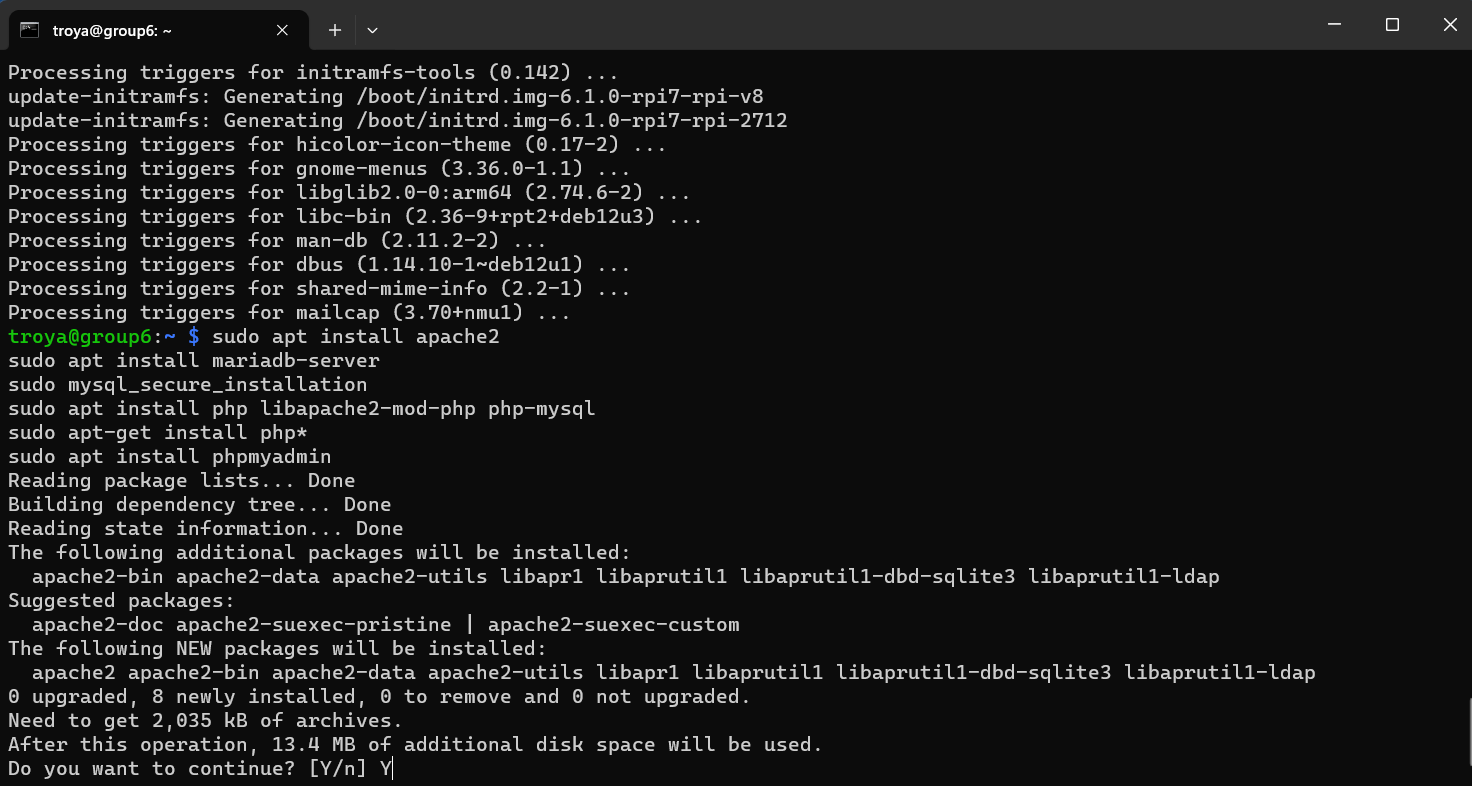 troya@group6: ~
Processing triggers for initramfs-tools (0.142) ...
update-initramfs: Generating /boot/initrd.img-6.1.0-rpi7-rpi-v8
update-initramfs: Generating /boot/initrd.img-6.1.0-rpi7-rpi-2712
Processing triggers for hicolor-icon-theme (0.17-2) ...
Processing triggers for gnome-menus (3.36.0-1.1) ...
Processing triggers for libglib2.0-0:arm64 (2.74.6-2) ...
Processing triggers for libc-bin (2.36-9+rpt2+deb12u3) ...
Processing triggers for man-db (2.11.2-2) ...
Processing triggers for dbus (1.14.10-1~deb12u1) ...
Processing triggers for shared-mime-info (2.2-1) ...
Processing triggers for mailcap (3.70+nmu1) ...
troya@group6:~ $ sudo apt install apache2
sudo apt install mariadb-server
sudo mysql_secure_installation
sudo apt install php libapache2-mod-php php-mysql
sudo apt-get install php*
sudo apt install phpmyadmin
Reading package lists... Done
Building dependency tree... Done
Reading state information... Done
The following additional packages will be installed:
  apache2-bin apache2-data apache2-utils libapr1 libaprutil1 libaprutil1-dbd-sqlite3 libaprutil1-ldap
Suggested packages:
  apache2-doc apache2-suexec-pristine | apache2-suexec-custom
The following NEW packages will be installed:
  apache2 apache2-bin apache2-data apache2-utils libapr1 libaprutil1 libaprutil1-dbd-sqlite3 libaprutil1-ldap
0 upgraded, 8 newly installed, 0 to remove and 0 not upgraded.
Need to get 2,035 kB of archives.
After this operation, 13.4 MB of additional disk space will be used.
Do you want to continue? [Y/n] Y